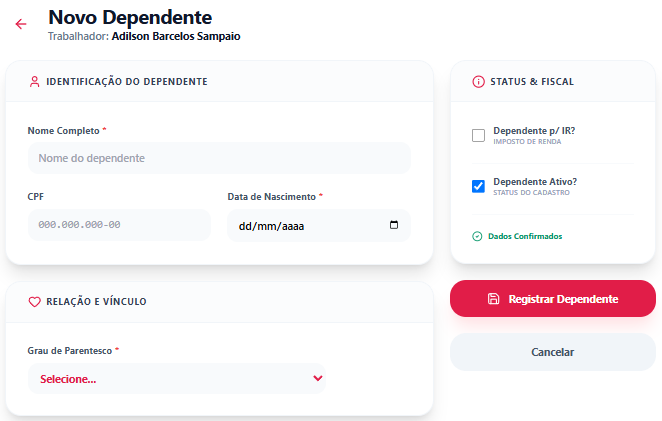 Novo Dependente
Trabalhador: Adilson Barcelos Sampaio
IDENTIFICAÇÃO DO DEPENDENTE
Nome Completo *
Nome do dependente
CPF
000.000.000-00
Data de Nascimento *
dd/mm/aaaa
RELAÇÃO E VÍNCULO
Grau de Parentesco *
Selecione...
STATUS & FISCAL
Dependente p/ IR?
IMPOSTO DE RENDA
Dependente Ativo?
STATUS DO CADASTRO
Dados Confirmados
Registrar Dependente
Cancelar